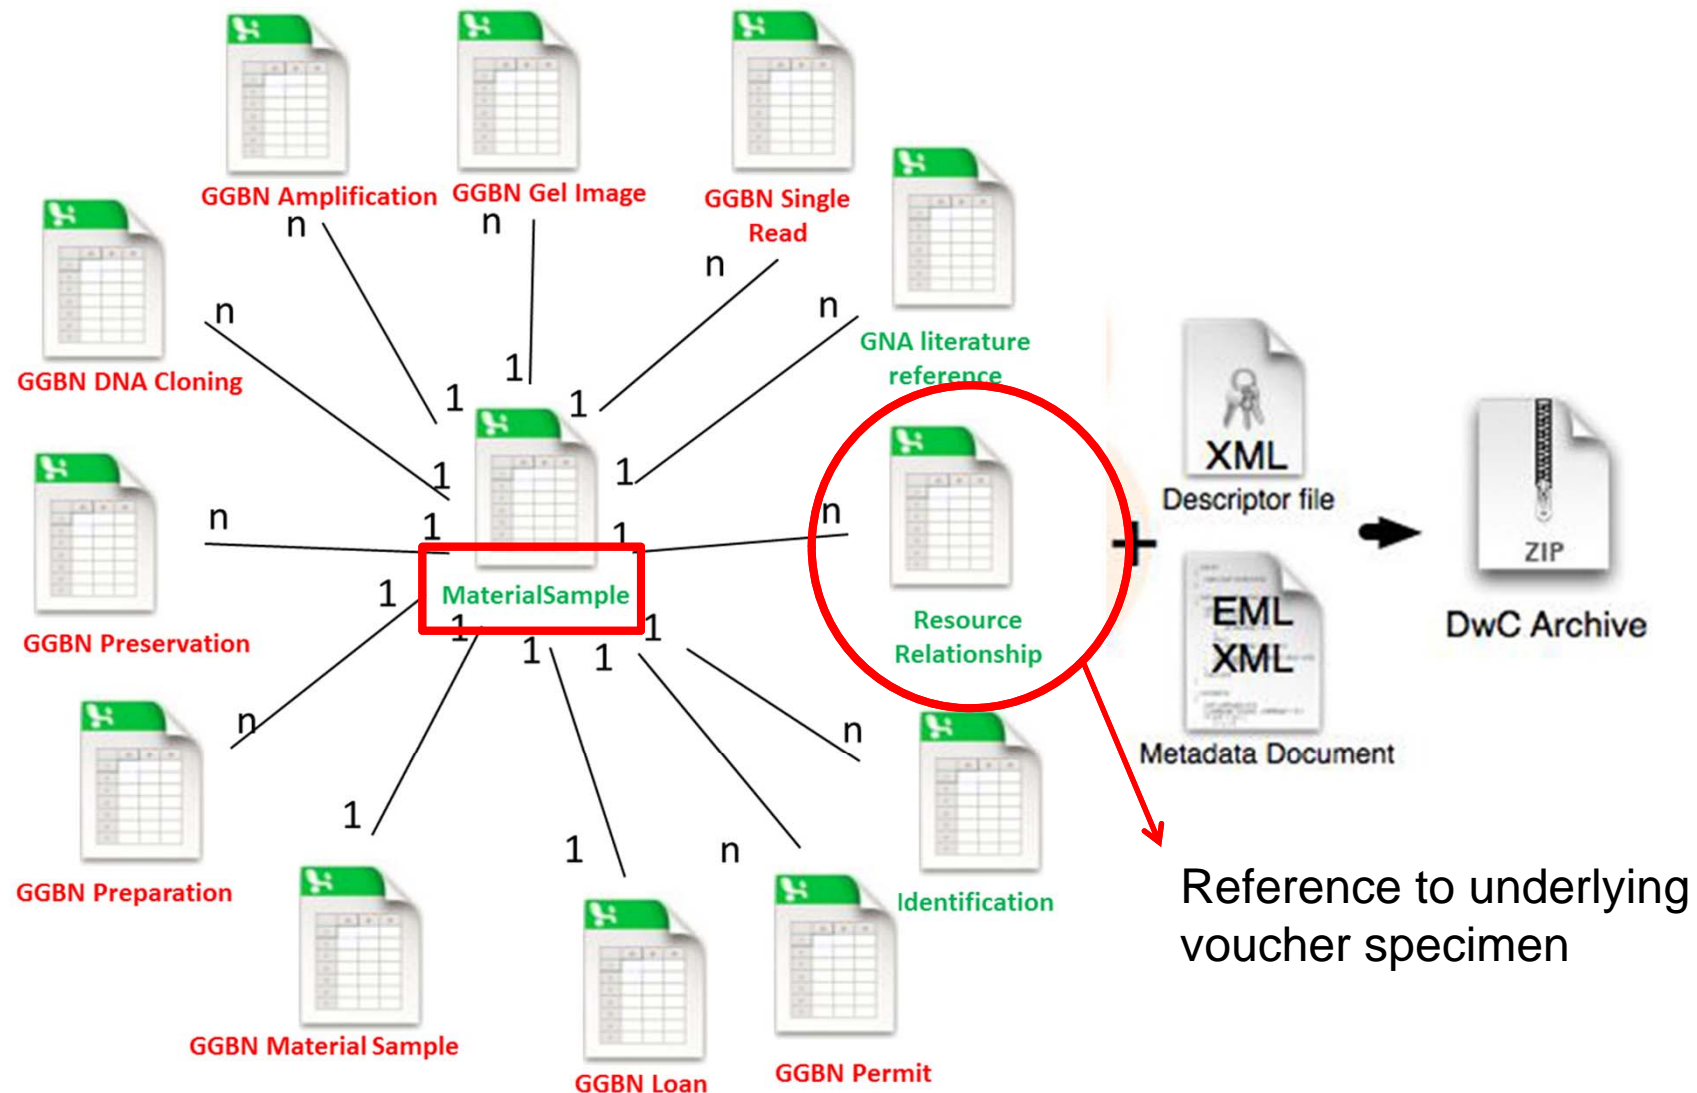 GGBN Amplification
GGBN Gel Image
GGBN Single
Read
n
n
n
n
n
GNA literature
reference
GGBN DNA Cloning
1
1
1
1
1
1
1
n
n
MaterialSample
GGBN Preservation
1
1
1
1
1
Resource
Relationship
XML
Descriptor file
+
EML
XML
Metadata Document
ZIP
DwC Archive
n
n
n
1
1
GGBN Preparation
Identification
GGBN Material Sample
GGBN Loan
GGBN Permit
Reference to underlying
voucher specimen